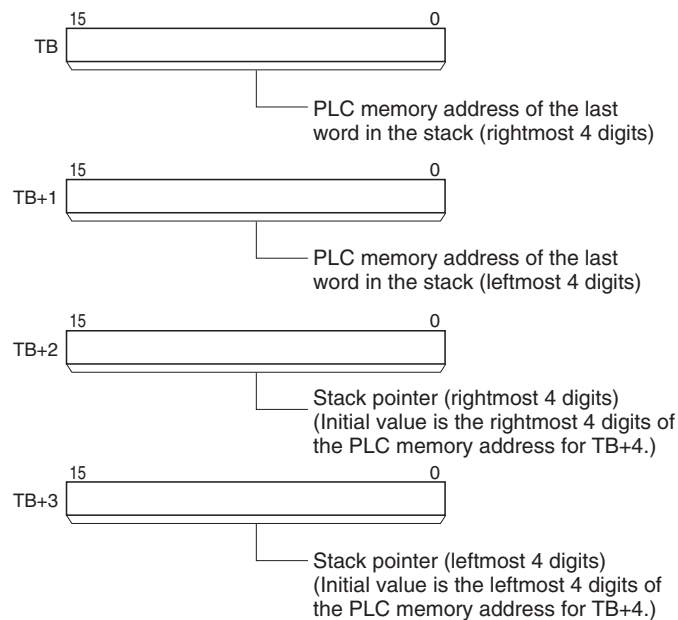 15 0
TB
PLC memory address of the last
word in the stack (rightmost 4 digits)
15 0
TB+1
PLC memory address of the last
word in the stack (leftmost 4 digits)
15 0
TB+2
Stack pointer (rightmost 4 digits)
(Initial value is the rightmost 4 digits of
the PLC memory address for TB+4.)
15 0
TB+3
Stack pointer (leftmost 4 digits)
(Initial value is the leftmost 4 digits of
the PLC memory address for TB+4.)